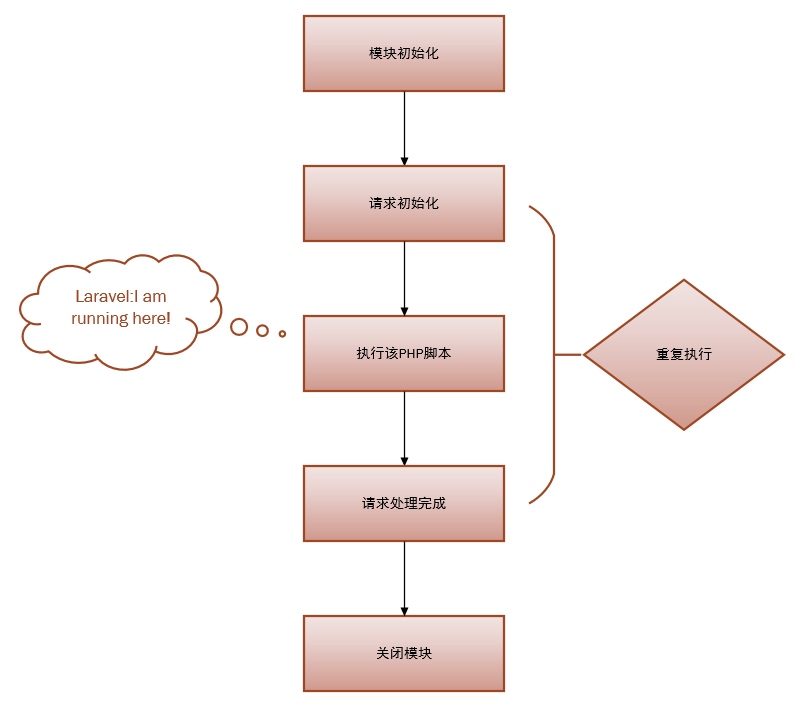 模块初始化
请求初始化
Laravel:I am
running here!
执行该PHP脚本
重复执行
请求处理完成
关闭模块